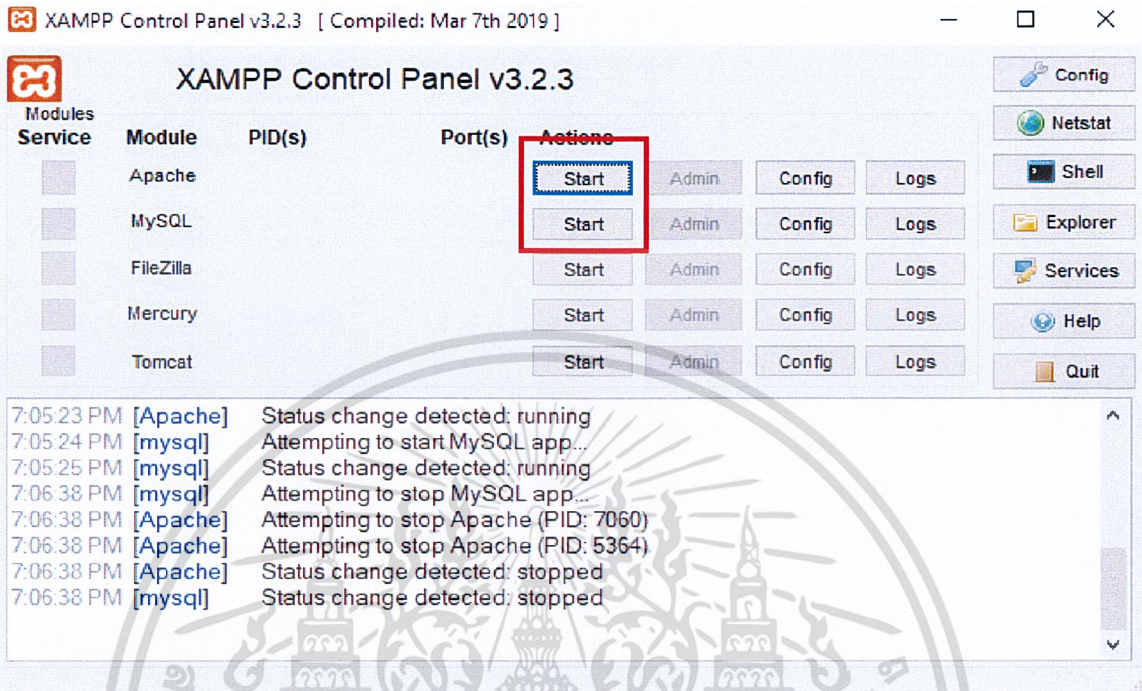 XAMPP Control Panel v3.2.3 [ Compiled: Mar 7th 2019 ]
XAMPP Control Panel v3.2.3
Config
Modules
Service Module PID(s) Port(s) Actions
Netstat
Apache Start Admin Config Logs
Shell
MySQL Start Admin Config Logs
Explorer
FileZilla Start Admin Config Logs
Services
Mercury Start Admin Config Logs
Help
Tomcat Start Admin Config Logs
Quit
7:05:23 PM [Apache] Status change detected: running
7:05:24 PM [mysql] Attempting to start MySQL app...
7:05:25 PM [mysql] Status change detected: running
7:06:38 PM [mysql] Attempting to stop MySQL app...
7:06:38 PM [Apache] Attempting to stop Apache (PID: 7060)
7:06:38 PM [Apache] Attempting to stop Apache (PID: 5364)
7:06:38 PM [Apache] Status change detected: stopped
7:06:38 PM [mysql] Status change detected: stopped